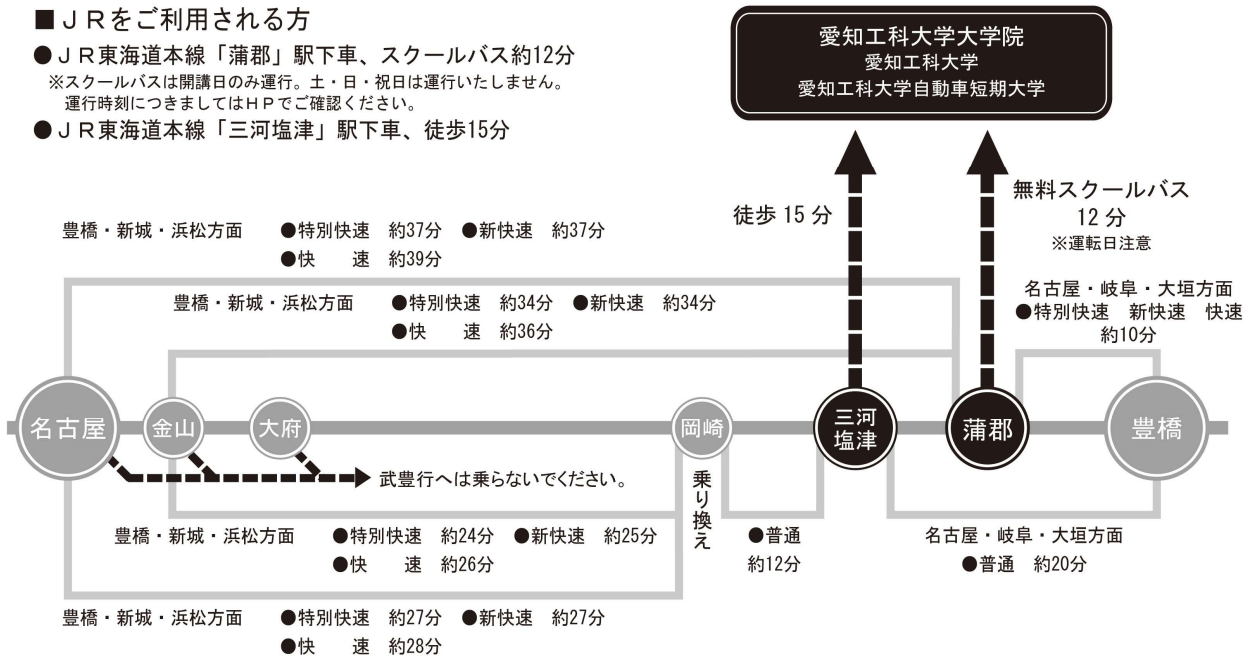 ■ＪＲをご利用される方
●ＪＲ東海道本線「蒲郡」駅下車、スクールバス約12分
※スクールバスは開講日のみ運行。土・日・祝日は運行いたしません。
運行時刻につきましてはＨＰでご確認ください。
●ＪＲ東海道本線「三河塩津」駅下車、徒歩15分
愛知工科大学大学院
愛知工科大学
愛知工科大学自動車短期大学
徒歩 15 分
無料スクールバス
12 分
※運転日注意
豊橋・新城・浜松方面　●特別快速　約37分　●新快速　約37分
●快　　速　約39分
豊橋・新城・浜松方面　●特別快速　約34分　●新快速　約34分
●快　　速　約36分
名古屋・岐阜・大垣方面
●特別快速　新快速　快速
約10分
名古屋
金山
大府
岡崎
三河
塩津
蒲郡
豊橋
武豊行へは乗らないでください。
乗り換え
豊橋・新城・浜松方面　●特別快速　約24分　●新快速　約25分
●快　　速　約26分
●普通
約12分
名古屋・岐阜・大垣方面
●普通　約20分
豊橋・新城・浜松方面　●特別快速　約27分　●新快速　約27分
●快　　速　約28分